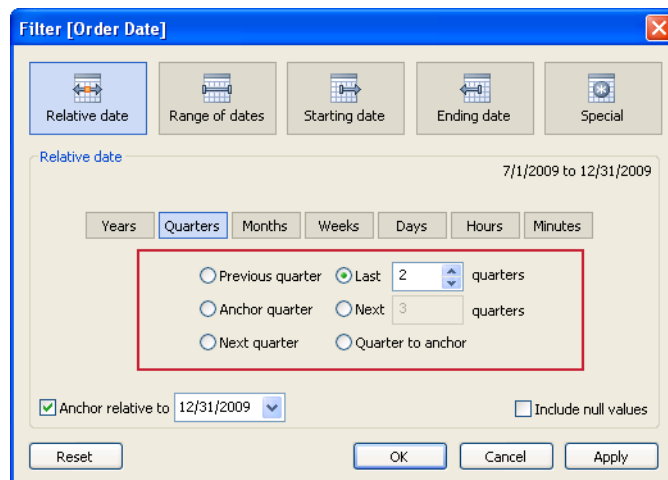 Filter [Order Date]
Relative date Range of dates Starting date Ending date Special
Relative date
7/1/2009 to 12/31/2009
Years Quarters Months Weeks Days Hours Minutes
Previous quarter Last 2 quarters
Anchor quarter Next 3 quarters
Next quarter Quarter to anchor
Anchor relative to 12/31/2009 Include null values
Reset OK Cancel Apply